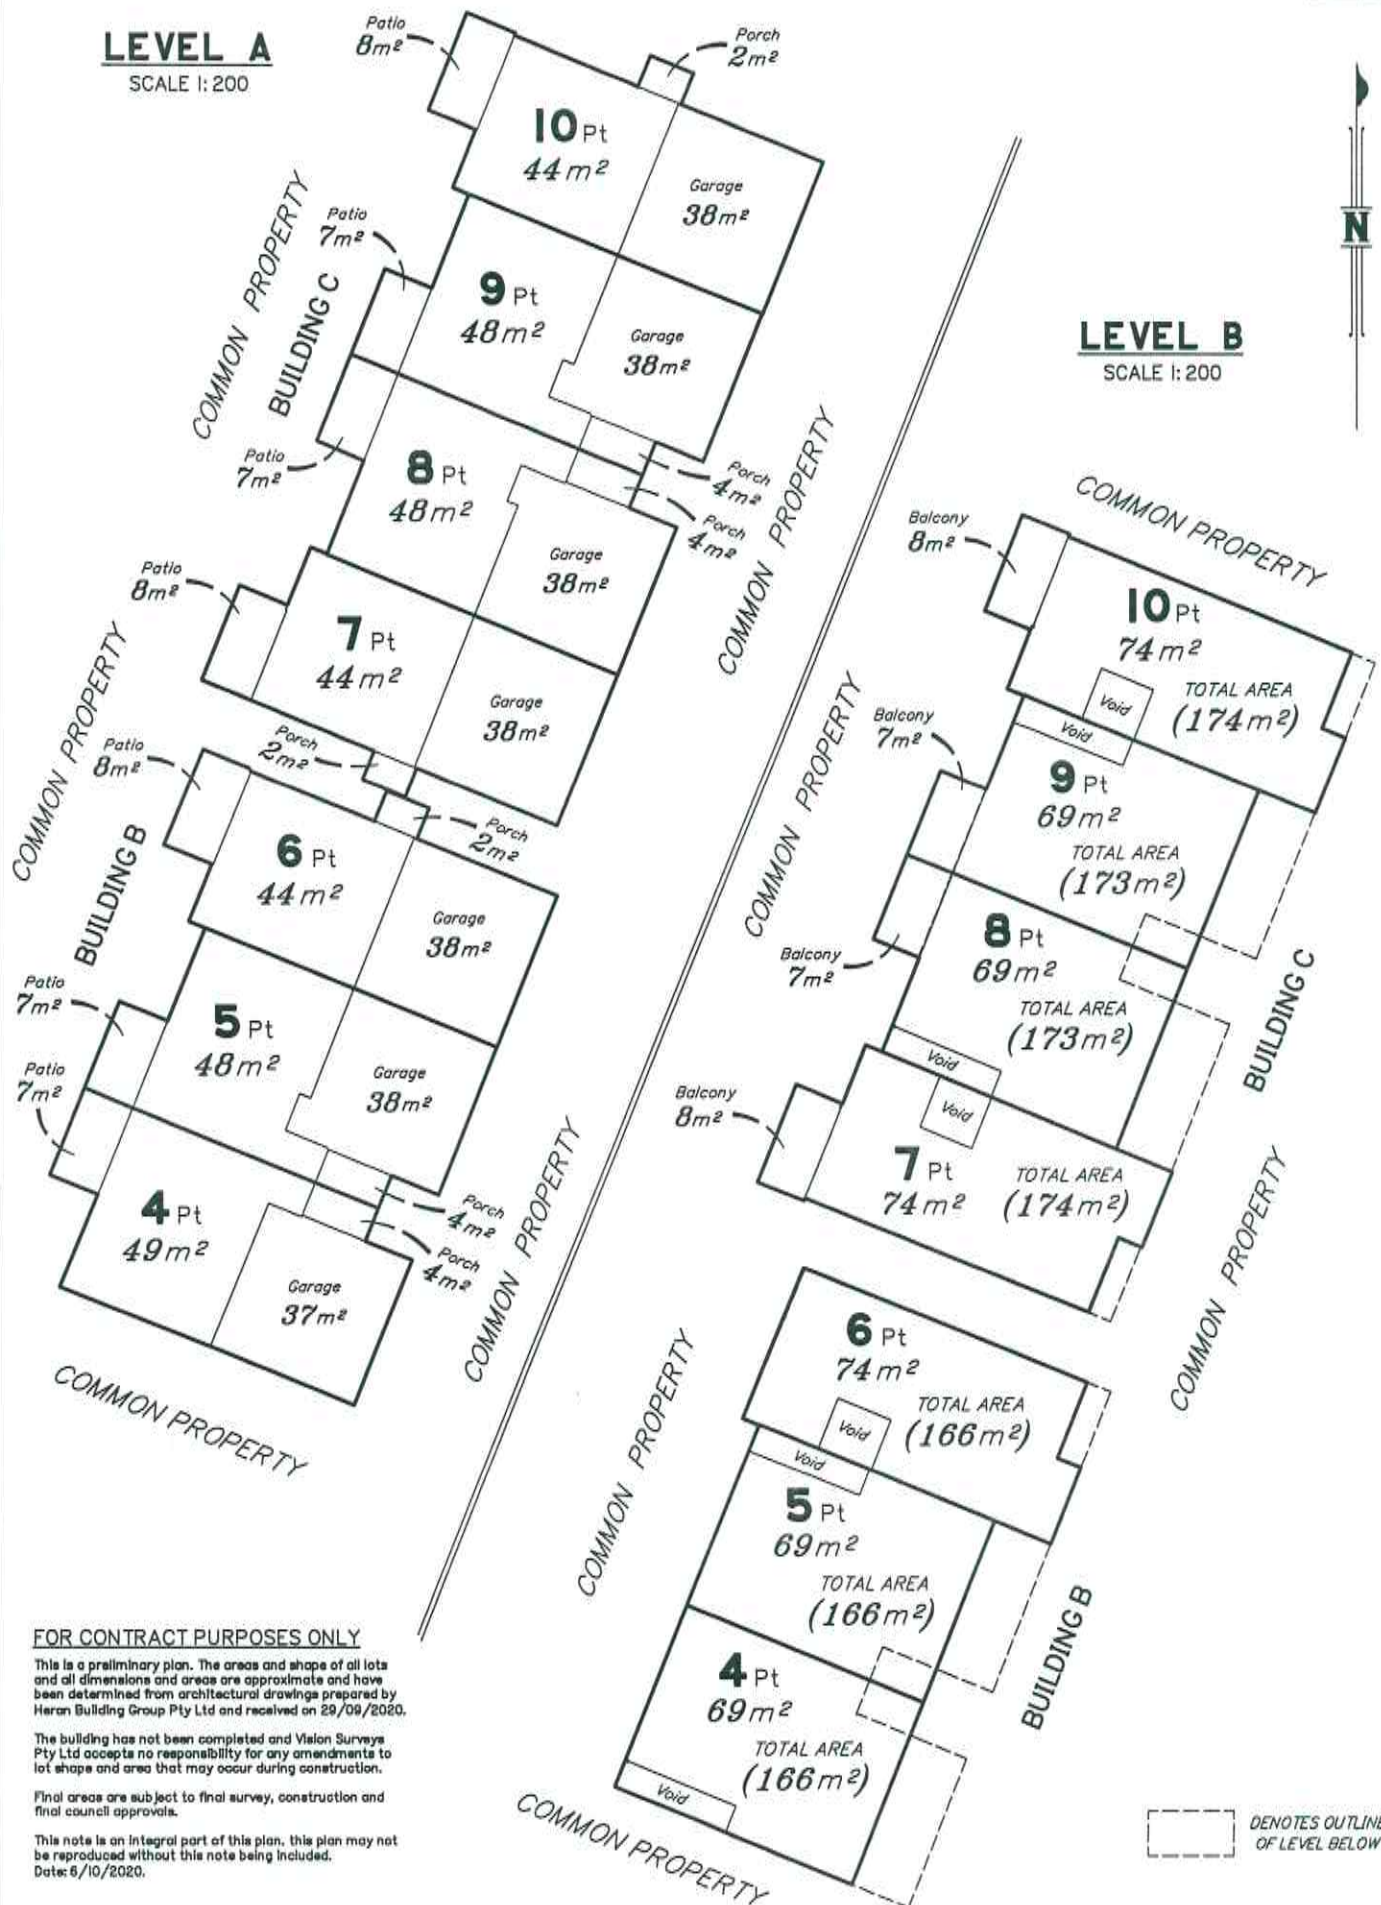 LEVEL A
SCALE 1:200
Patio
8m²
Porch
2m²
10 Pt
44m²
Garage
38m²
COMMON PROPERTY
BUILDING C
Patio
7m²
9 Pt
48m²
Garage
38m²
Patio
7m²
8 Pt
48m²
Porch
4m²
Porch
4m²
Garage
38m²
COMMON PROPERTY
Patio
8m²
7 Pt
44m²
Garage
38m²
COMMON PROPERTY
Porch
2m²
Patio
8m²
Porch
2m²
BUILDING B
6 Pt
44m²
Garage
38m²
Patio
7m²
5 Pt
48m²
Garage
38m²
Patio
7m²
4 Pt
49m²
Porch
4m²
Porch
4m²
Garage
37m²
COMMON PROPERTY
COMMON PROPERTY
N
LEVEL B
SCALE 1:200
COMMON PROPERTY
Balcony
8m²
10 Pt
74m²
TOTAL AREA
(174m²)
Void
Void
Balcony
7m²
COMMON PROPERTY
9 Pt
69m²
TOTAL AREA
(173m²)
8 Pt
69m²
Balcony
7m²
TOTAL AREA
(173m²)
BUILDING C
Void
Void
Balcony
8m²
7 Pt
74m²
TOTAL AREA
(174m²)
COMMON PROPERTY
6 Pt
74m²
TOTAL AREA
(166m²)
Void
Void
COMMON PROPERTY
5 Pt
69m²
TOTAL AREA
(166m²)
BUILDING B
4 Pt
69m²
TOTAL AREA
(166m²)
Void
COMMON PROPERTY
DENOTES OUTLINE
OF LEVEL BELOW
FOR CONTRACT PURPOSES ONLY
This is a preliminary plan. The areas and shape of all lots
and all dimensions and areas are approximate and have
been determined from architectural drawings prepared by
Heran Building Group Pty Ltd and received on 29/09/2020.
The building has not been completed and Vision Surveys
Pty Ltd accepts no responsibility for any amendments to
lot shape and area that may occur during construction.
Final areas are subject to final survey, construction and
final council approvals.
This note is an integral part of this plan, this plan may not
be reproduced without this note being included.
Date: 6/10/2020.